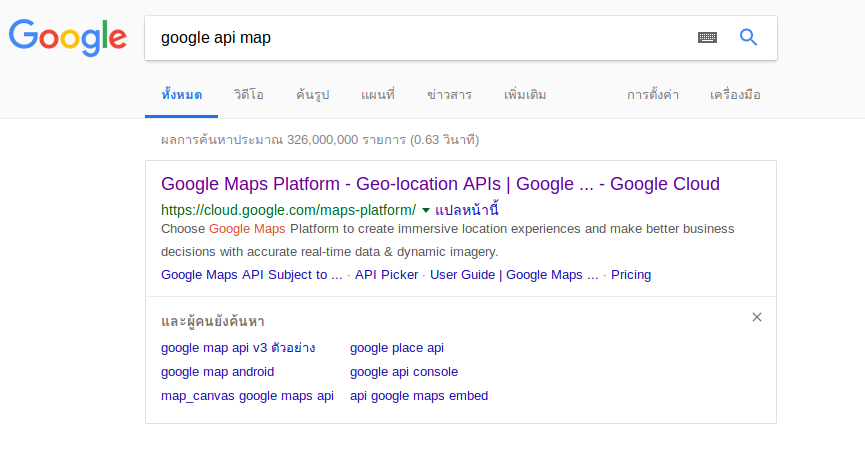 Google
google api map
ทั้งหมด วิดีโอ ค้นรูป แผนที่ ข่าวสาร เพิ่มเติม การตั้งค่า เครื่องมือ
ผลการค้นหาประมาณ 326,000,000 รายการ (0.63 วินาที)
Google Maps Platform - Geo-location APIs | Google ... - Google Cloud
https://cloud.google.com/maps-platform/ แปลหน้านี้
Choose Google Maps Platform to create immersive location experiences and make better business
decisions with accurate real-time data & dynamic imagery.
Google Maps API Subject to ... · API Picker · User Guide | Google Maps ... · Pricing
และผู้คนยังค้นหา
google map api v3 ตัวอย่าง google place api
google map android google api console
map_canvas google maps api api google maps embed